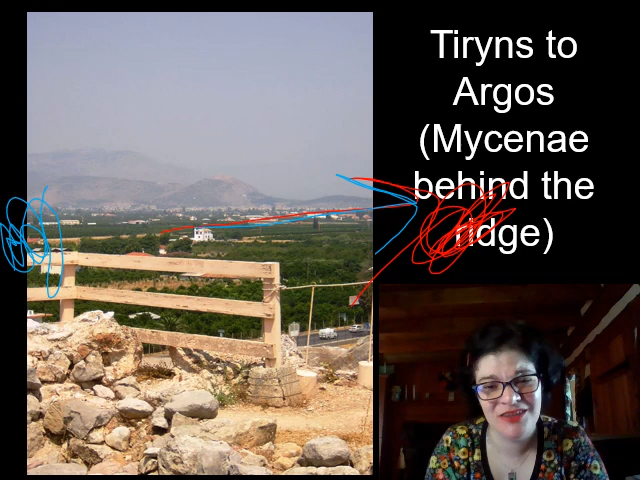 Tiryns to
Argos
(Mycenae
behind the
ridge)